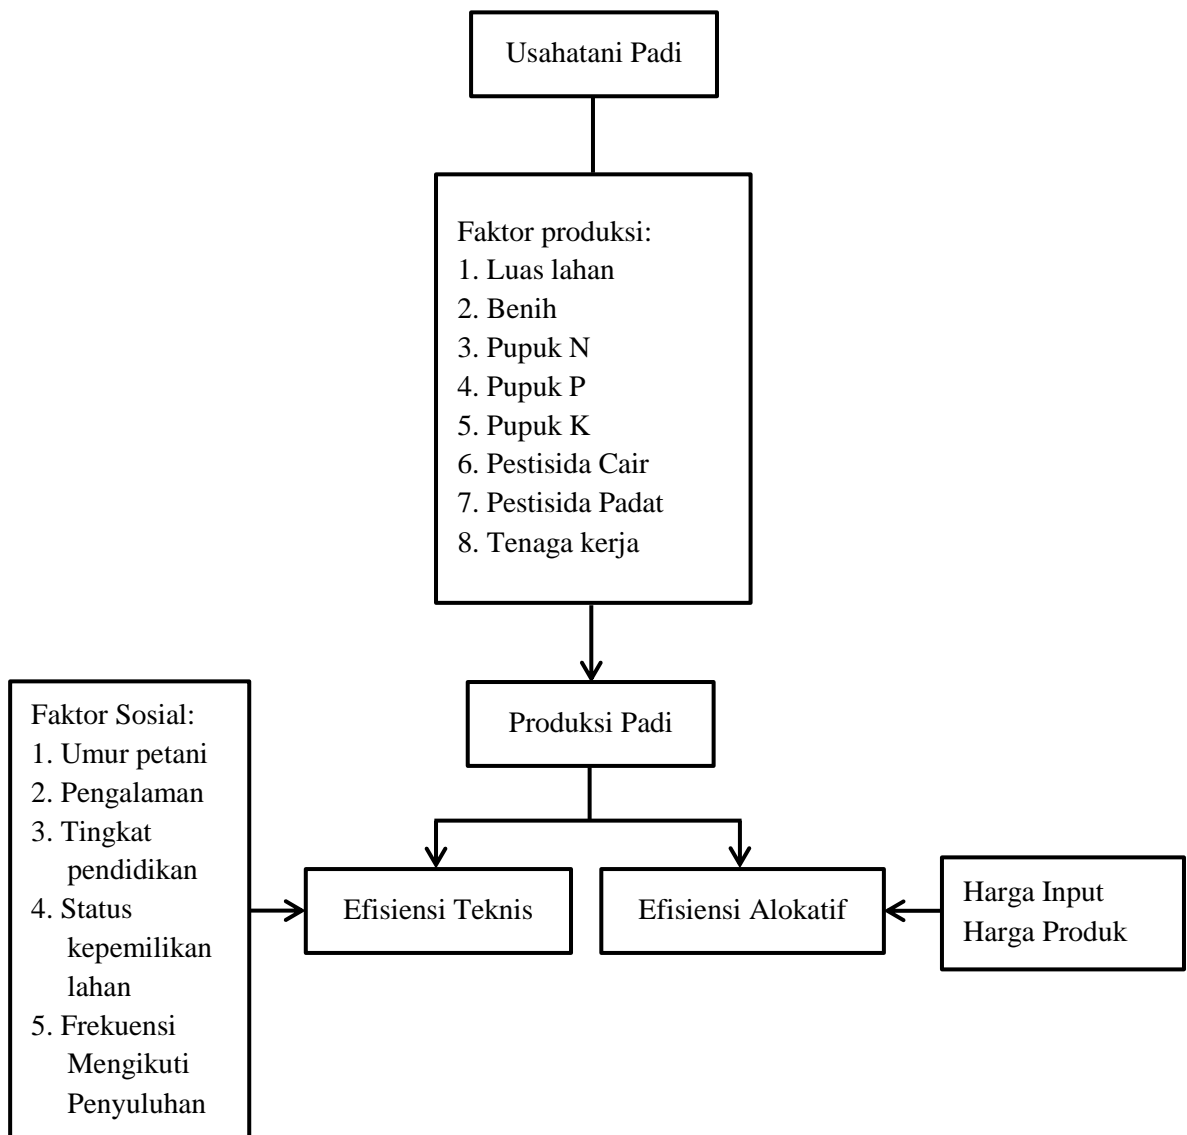 Usahatani Padi
Faktor produksi:
1. Luas lahan
2. Benih
3. Pupuk N
4. Pupuk P
5. Pupuk K
6. Pestisida Cair
7. Pestisida Padat
8. Tenaga kerja
Produksi Padi
Faktor Sosial:
1. Umur petani
2. Pengalaman
3. Tingkat
pendidikan
4. Status
kepemilikan
lahan
5. Frekuensi
Mengikuti
Penyuluhan
Efisiensi Teknis
Efisiensi Alokatif
Harga Input
Harga Produk